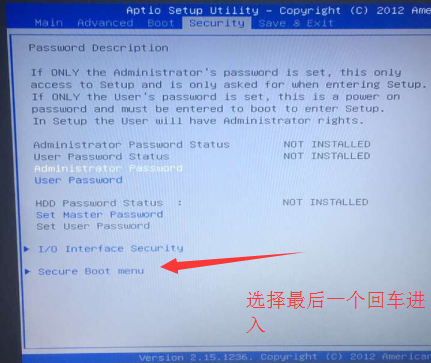 Aptio Setup Utility - Copyright (C) 2012 Amer
Main Advanced Boot Security Save & Exit
Password Description
If ONLY the Administrator's password is set, this only
access to Setup and is only asked for when entering Setup.
If ONLY the User's password is set, this is a power on
password and must be entered to boot to enter Setup.
In Setup the User will have Administrator rights.
Administrator Password Status NOT INSTALLED
User Password Status NOT INSTALLED
Administrator Password
User Password
HDD Password Status : NOT INSTALLED
Set Master Password
Set User Password
I/O Interface Security
Secure Boot menu
选择最后一个回车进
入
Version 2.15.1236. Copyright (C) 2012 American